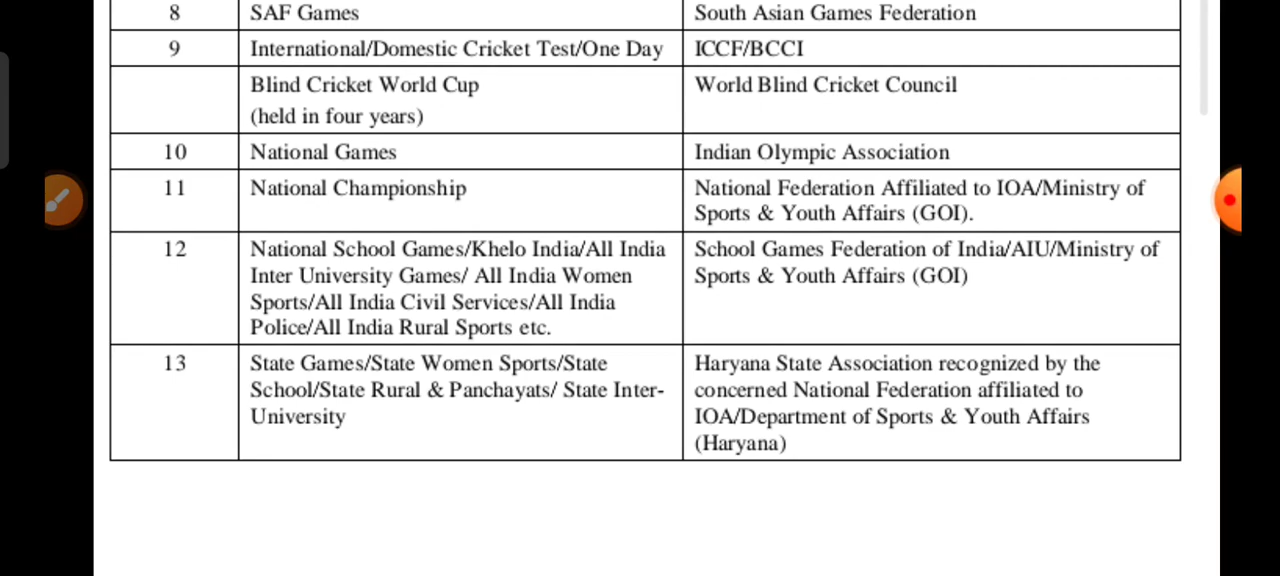 8 SAF Games South Asian Games Federation
9 International/Domestic Cricket Test/One Day ICCF/BCCI
Blind Cricket World Cup World Blind Cricket Council
(held in four years)
10 National Games Indian Olympic Association
11 National Championship National Federation Affiliated to IOA/Ministry of
Sports & Youth Affairs (GOI).
12 National School Games/Khelo India/All India School Games Federation of India/AIU/Ministry of
Inter University Games/ All India Women Sports & Youth Affairs (GOI)
Sports/All India Civil Services/All India
Police/All India Rural Sports etc.
13 State Games/State Women Sports/State Haryana State Association recognized by the
School/State Rural & Panchayats/ State Inter- concerned National Federation affiliated to
University IOA/Department of Sports & Youth Affairs
(Haryana)